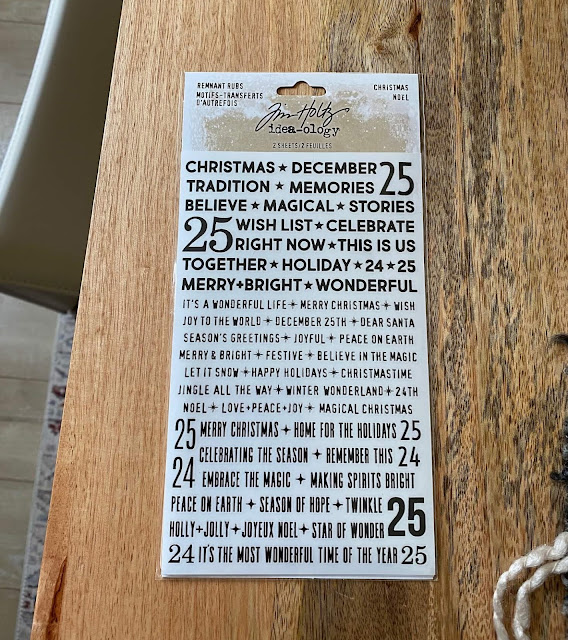 REMNANT RUBS
MOTIFS-TRANSFERTS
D'AUTREFOIS
CHRISTMAS
NOEL
Tim Holtz
idea-ology
2 SHEETS/2 FEUILLES
CHRISTMAS ★ DECEMBER 25
TRADITION ★ MEMORIES
BELIEVE ★ MAGICAL ★ STORIES
25 WISH LIST ★ CELEBRATE
RIGHT NOW ★ THIS IS US
TOGETHER ★ HOLIDAY ★ 24 ★ 25
MERRY+BRIGHT ★ WONDERFUL
IT'S A WONDERFUL LIFE ✦ MERRY CHRISTMAS ✦ WISH
JOY TO THE WORLD ✦ DECEMBER 25TH ✦ DEAR SANTA
SEASON'S GREETINGS ✦ JOYFUL ✦ PEACE ON EARTH
MERRY & BRIGHT ✦ FESTIVE ✦ BELIEVE IN THE MAGIC
LET IT SNOW ✦ HAPPY HOLIDAYS ✦ CHRISTMASTIME
JINGLE ALL THE WAY ✦ WINTER WONDERLAND ✦ 24TH
NOEL ✦ LOVE+PEACE+JOY ✦ MAGICAL CHRISTMAS
25 MERRY CHRISTMAS ✦ HOME FOR THE HOLIDAYS 25
CELEBRATING THE SEASON ✦ REMEMBER THIS 24
24 EMBRACE THE MAGIC ✦ MAKING SPIRITS BRIGHT
PEACE ON EARTH ✦ SEASON OF HOPE ✦ TWINKLE 25
HOLLY+JOLLY ✦ JOYEUX NOEL ✦ STAR OF WONDER
24 IT'S THE MOST WONDERFUL TIME OF THE YEAR 25